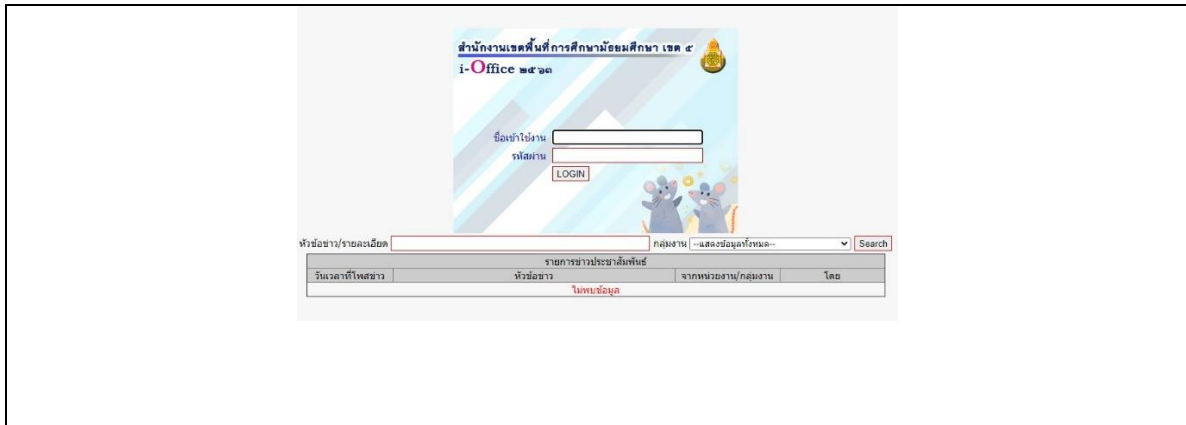 สำนักงานเขตพื้นที่การศึกษามัธยมศึกษา เขต ๕
i-Office ๒๕๖๓
ชื่อเข้าใช้งาน
รหัสผ่าน
LOGIN
หัวข้อข่าว/รายละเอียด กลุ่มงาน --แสดงข้อมูลทั้งหมด-- Search
รายการข่าวประชาสัมพันธ์
วันเวลาที่โพสข่าว หัวข้อข่าว จากหน่วยงาน/กลุ่มงาน โดย
ไม่พบข้อมูล